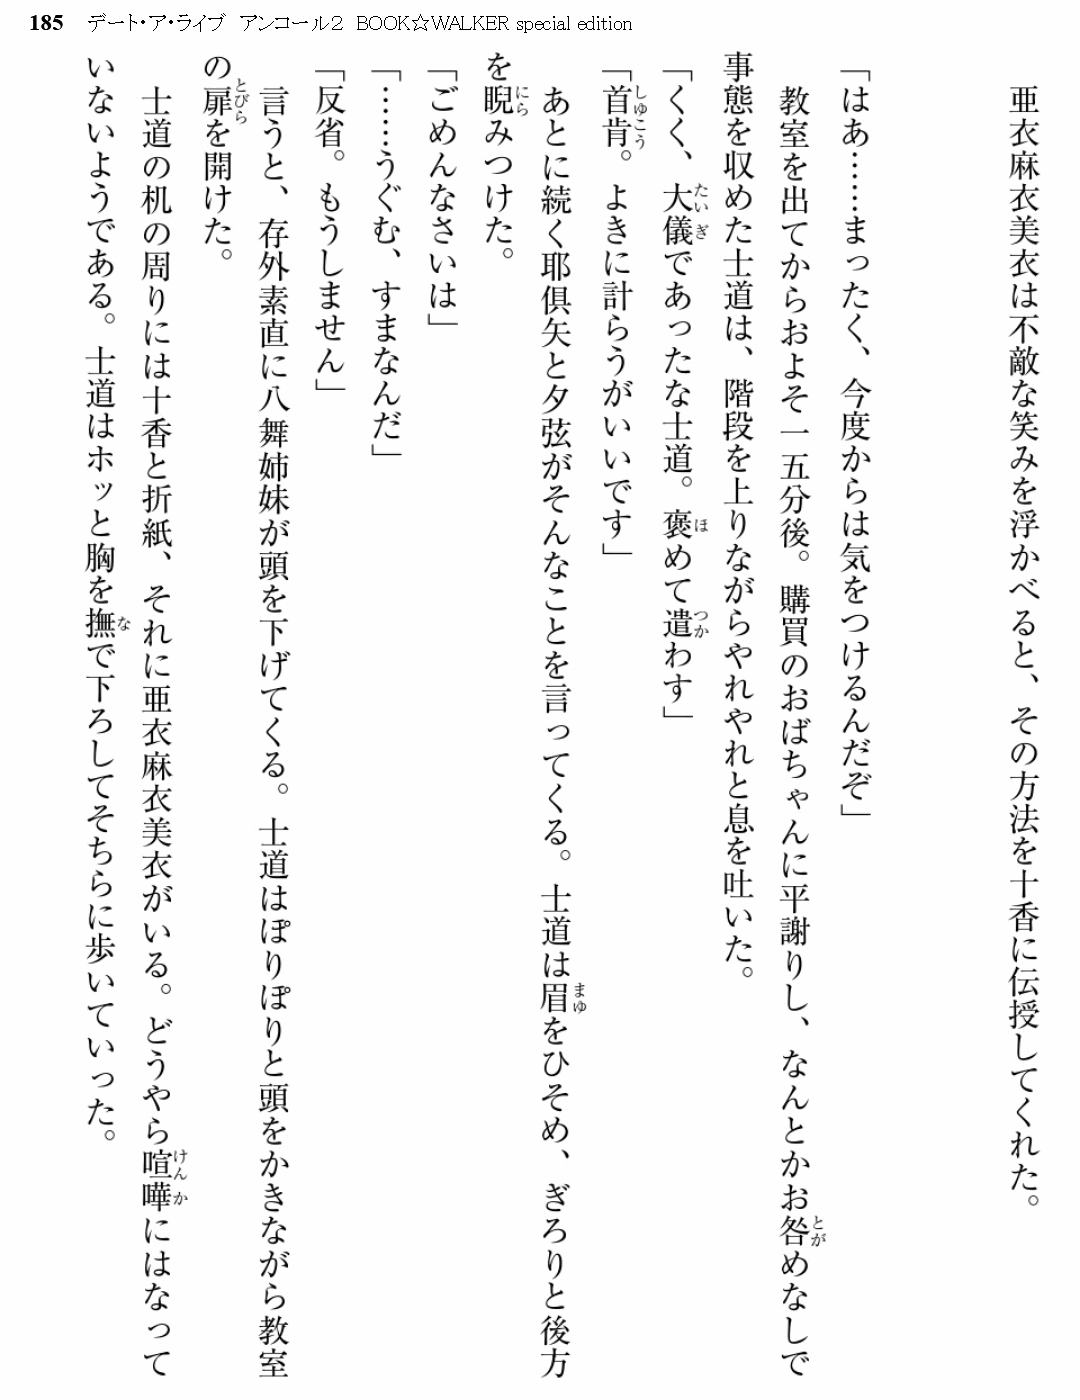 185 デート・ア・ライブ アンコール2 BOOK☆WALKER special edition
亜衣麻衣美衣は不敵な笑みを浮かべると、その方法を十香に伝授してくれた。
「はあ……まったく、今度からは気をつけるんだぞ」
教室を出てからおよそ一五分後。購買のおばちゃんに平謝りし、なんとかお咎めなしで
事態を収めた士道は、階段を上りながらやれやれと息を吐いた。
「くく、大儀であったな士道。褒めて遣わす」
「首肯。よきに計らうがいいです」
あとに続く耶倶矢と夕弦がそんなことを言ってくる。士道は眉をひそめ、ぎろりと後方
を睨みつけた。
「ごめんなさいは」
「……うぐむ、すまなんだ」
「反省。もうしません」
言うと、存外素直に八舞姉妹が頭を下げてくる。士道はぽりぽりと頭をかきながら教室
の扉を開けた。
士道の机の周りには十香と折紙、それに亜衣麻衣美衣がいる。どうやら喧嘩にはなって
いないようである。士道はホッと胸を撫で下ろしてそちらに歩いていった。